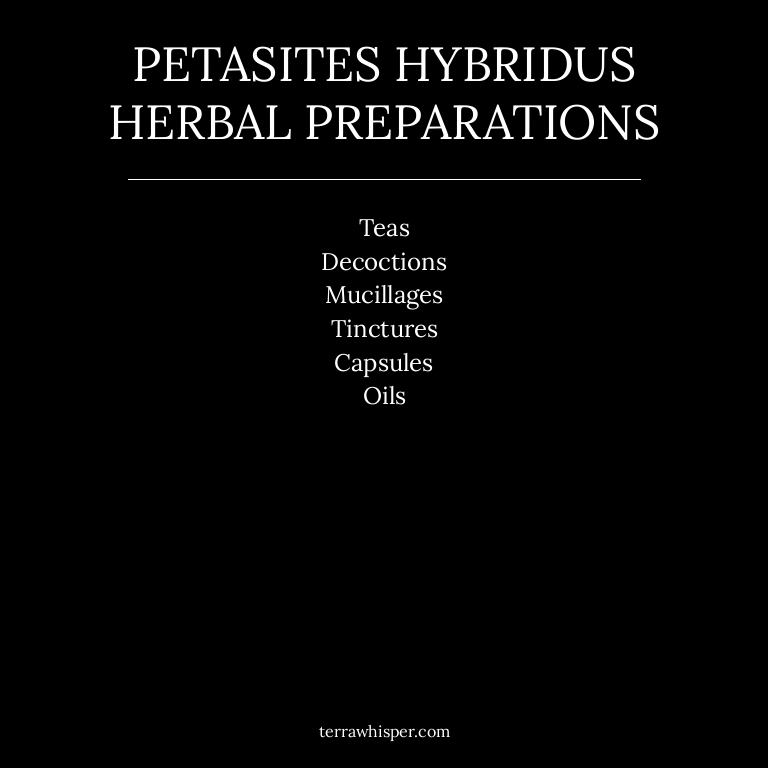 PETASITES HYBRIDUS
HERBAL PREPARATIONS
Teas
Decoctions
Mucillages
Tinctures
Capsules
Oils
terrawhisper.com